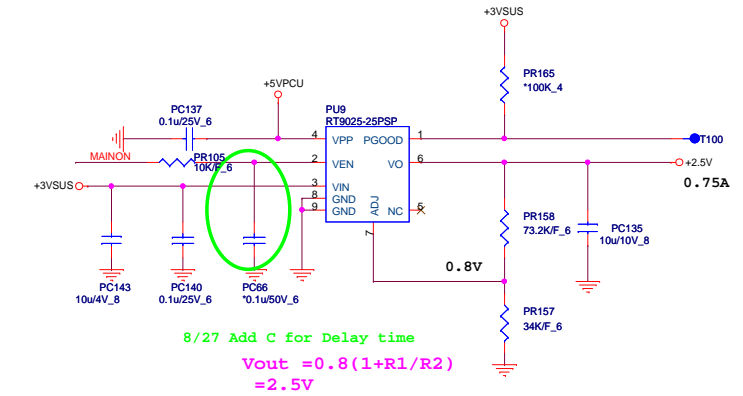 +3VSUS
PR165
*100K_4
+5VPCU
PC137
0.1u/25V_6
PU9
RT9025-25PSP
4
VPP
PGOOD
1
T100
MAINON
PR105
10K/F_6
2
VEN
VO
6
+2.5V
0.75A
+3VSUS
3
VIN
8
GND
9
GND
ADJ
NC
5
7
PR158
73.2K/F_6
PC135
10u/10V_8
0.8V
PC143
10u/4V_8
PC140
0.1u/25V_6
PC66
*0.1u/50V_6
PR157
34K/F_6
8/27 Add C for Delay time
Vout =0.8(1+R1/R2)
=2.5V